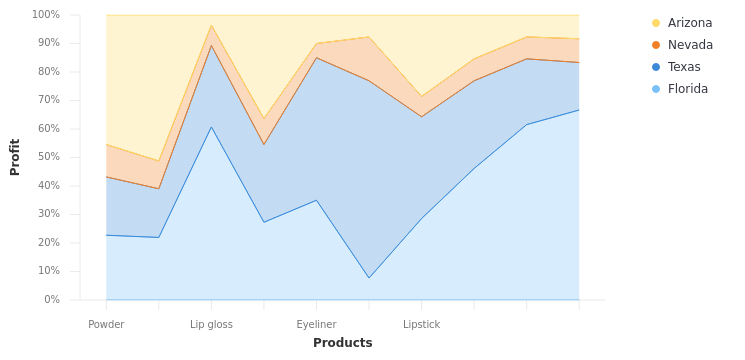 100%
90%
80%
70%
60%
50%
40%
30%
20%
10%
0%
Profit
Powder
Lip gloss
Eyeliner
Lipstick
Products
Arizona
Nevada
Texas
Florida